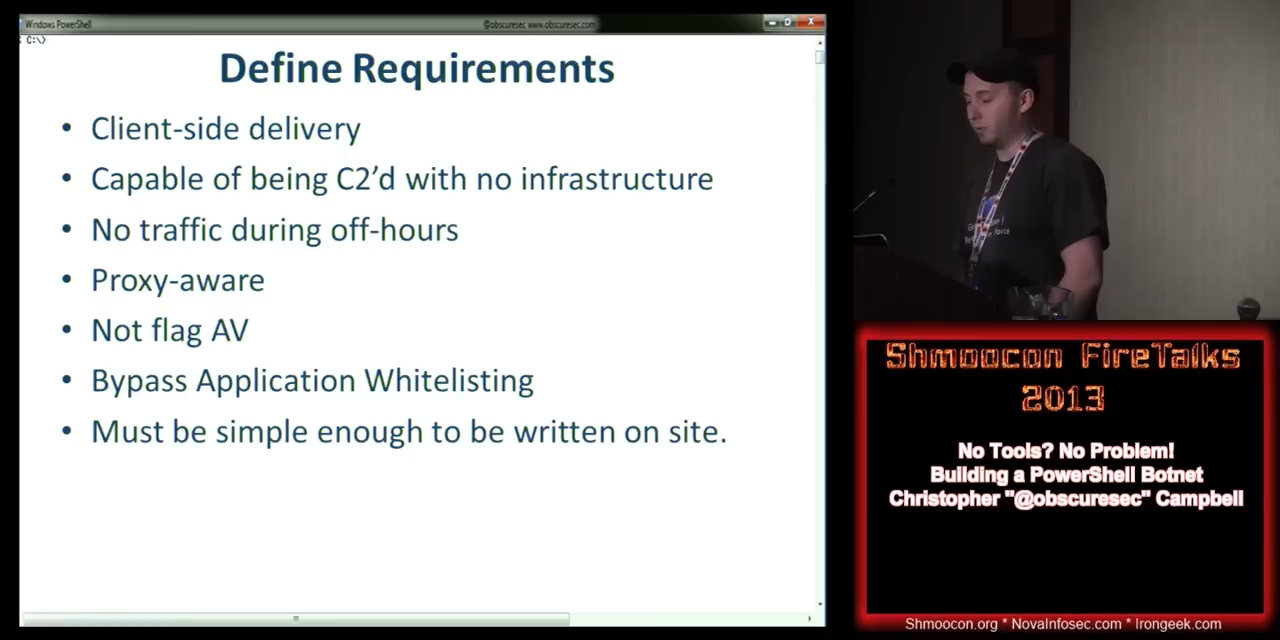 Windows PowerShell
@obscuresec www.obscuresec.com
C:\>
Define Requirements
• Client-side delivery
• Capable of being C2'd with no infrastructure
• No traffic during off-hours
• Proxy-aware
• Not flag AV
• Bypass Application Whitelisting
• Must be simple enough to be written on site.
Shmoocon FireTalks
2013
No Tools? No Problem!
Building a PowerShell Botnet
Christopher "@obscuresec" Campbell
Shmoocon.org * NovaInfosec.com * Irongeek.com